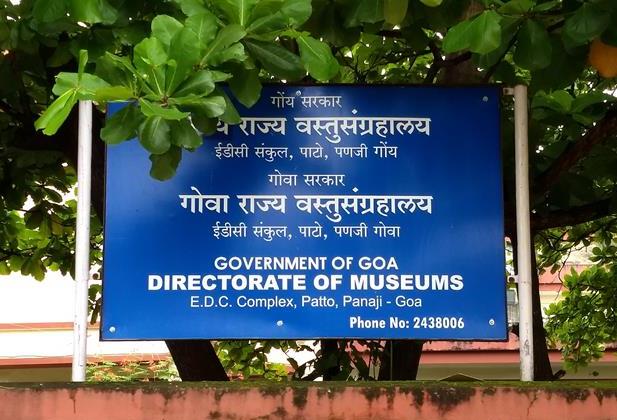 गोंय सरकार
राज्य वस्तुसंग्रहालय
ईडीसी संकुल, पाटो, पणजी गोंय
गोवा सरकार
गोवा राज्य वस्तुसंग्रहालय
ईडीसी संकुल, पाटो, पणजी गोवा
GOVERNMENT OF GOA
DIRECTORATE OF MUSEUMS
E.D.C. Complex, Patto, Panaji - Goa
Phone No: 2438006